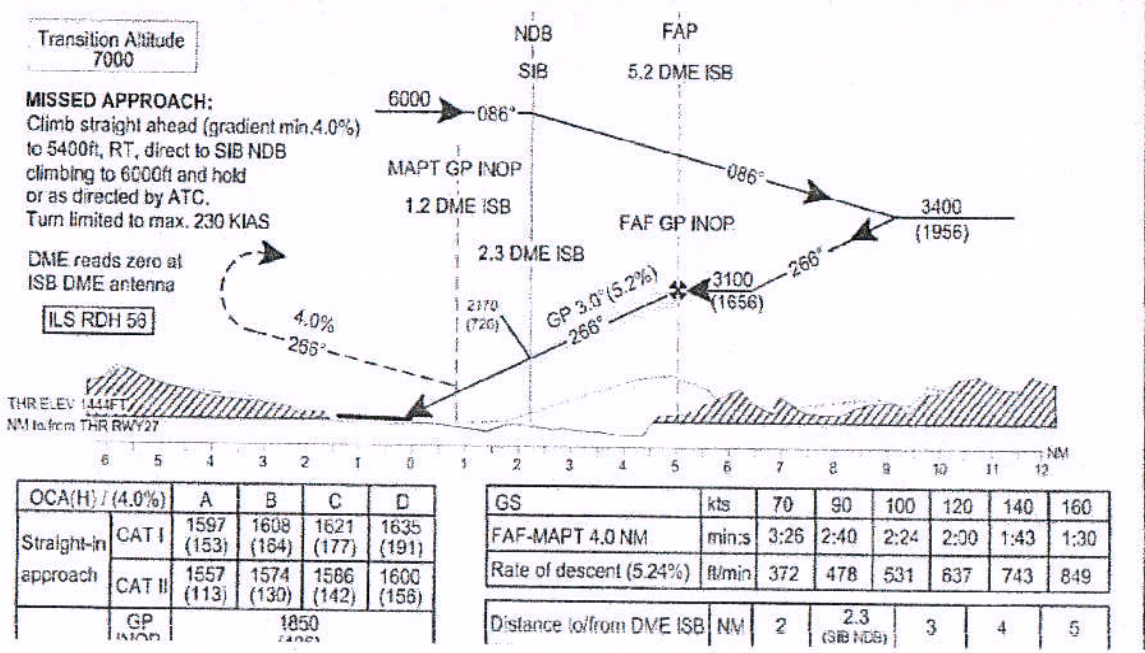 Transition Altitude
7000
MISSED APPROACH:
Climb straight ahead (gradient min.4.0%)
to 5400ft, RT, direct to SIB NDB
climbing to 6000ft and hold
or as directed by ATC.
Turn limited to max. 230 KIAS
DME reads zero at
ISB DME antenna
ILS RDH 56
NDB
SIB
FAP
5.2 DME ISB
6000
086°
086°
MAPT GP INOP
1.2 DME ISB
2.3 DME ISB
FAF GP INOP
3400
(1956)
266°
3100
(1656)
GP 3.0°(5.2%)
266°
2170
(726)
4.0%
266°
THR ELEV 1444FT
NM to/from THR RWY27
6 5 4 3 2 1 0 1 2 3 4 5 6 7 8 9 10 11 12 NM
OCA(H) / (4.0%) A B C D
Straight-in approach
CAT I 1597 1608 1621 1635
(153) (164) (177) (191)
CAT II 1557 1574 1586 1600
(113) (130) (142) (156)
GP 1850
INOP
GS kts 70 90 100 120 140 160
FAF-MAPT 4.0 NM min:s 3:26 2:40 2:24 2:00 1:43 1:30
Rate of descent (5.24%) ft/min 372 478 531 637 743 849
Distance to/from DME ISB NM 2 2.3 3 4 5
(SIB NDB)